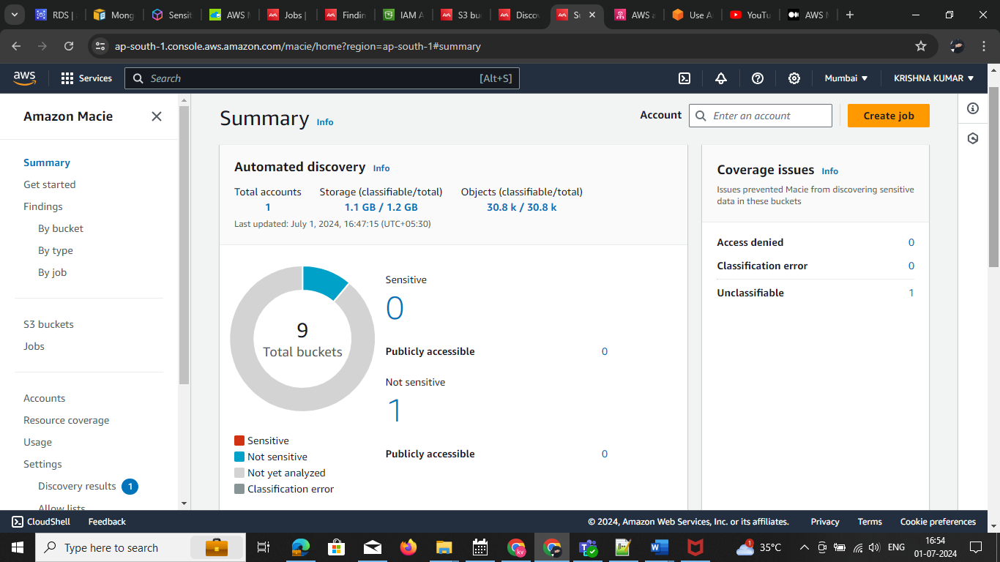 RDS |
Mong
Sensit
AWS M
Jobs |
Findin
IAM A
S3 bu
Disco
Su
AWS a
Use A
YouTu
AWS M
ap-south-1.console.aws.amazon.com/macie/home?region=ap-south-1#summary
aws
Services
Search
[Alt+S]
Mumbai
KRISHNA KUMAR
Amazon Macie
Summary
Get started
Findings
By bucket
By type
By job
S3 buckets
Jobs
Accounts
Resource coverage
Usage
Settings
Discovery results 1
Allow lists
Summary Info
Account
Enter an account
Create job
Automated discovery Info
Total accounts Storage (classifiable/total) Objects (classifiable/total)
1 1.1 GB / 1.2 GB 30.8 k / 30.8 k
Last updated: July 1, 2024, 16:47:15 (UTC+05:30)
9
Total buckets
Sensitive
Not sensitive
Not yet analyzed
Classification error
Sensitive
0
Publicly accessible 0
Not sensitive
1
Publicly accessible 0
Coverage issues Info
Issues prevented Macie from discovering sensitive
data in these buckets
Access denied 0
Classification error 0
Unclassifiable 1
CloudShell
Feedback
© 2024, Amazon Web Services, Inc. or its affiliates.
Privacy
Terms
Cookie preferences
Type here to search
kv
1
35°C
ENG
16:54
01-07-2024